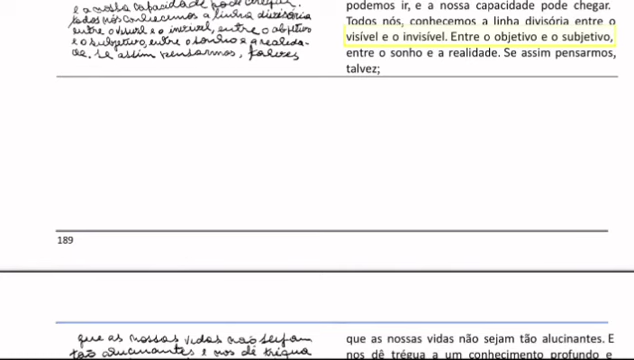 e a nossa capacidade pode chegar.
Todos nós conhecemos a linha divisória
entre o visível e o invisível, entre o objetivo
e o subjetivo, entre o sonho e a realida-
de. Se assim pensarmos, talvez
podemos ir, e a nossa capacidade pode chegar.
Todos nós, conhecemos a linha divisória entre o
visível e o invisível. Entre o objetivo e o subjetivo,
entre o sonho e a realidade. Se assim pensarmos,
talvez;
189
que as nossas vidas não sejam
tão alucinantes e nos dê trégua
que as nossas vidas não sejam tão alucinantes. E
nos dê trégua a um conhecimento profundo e